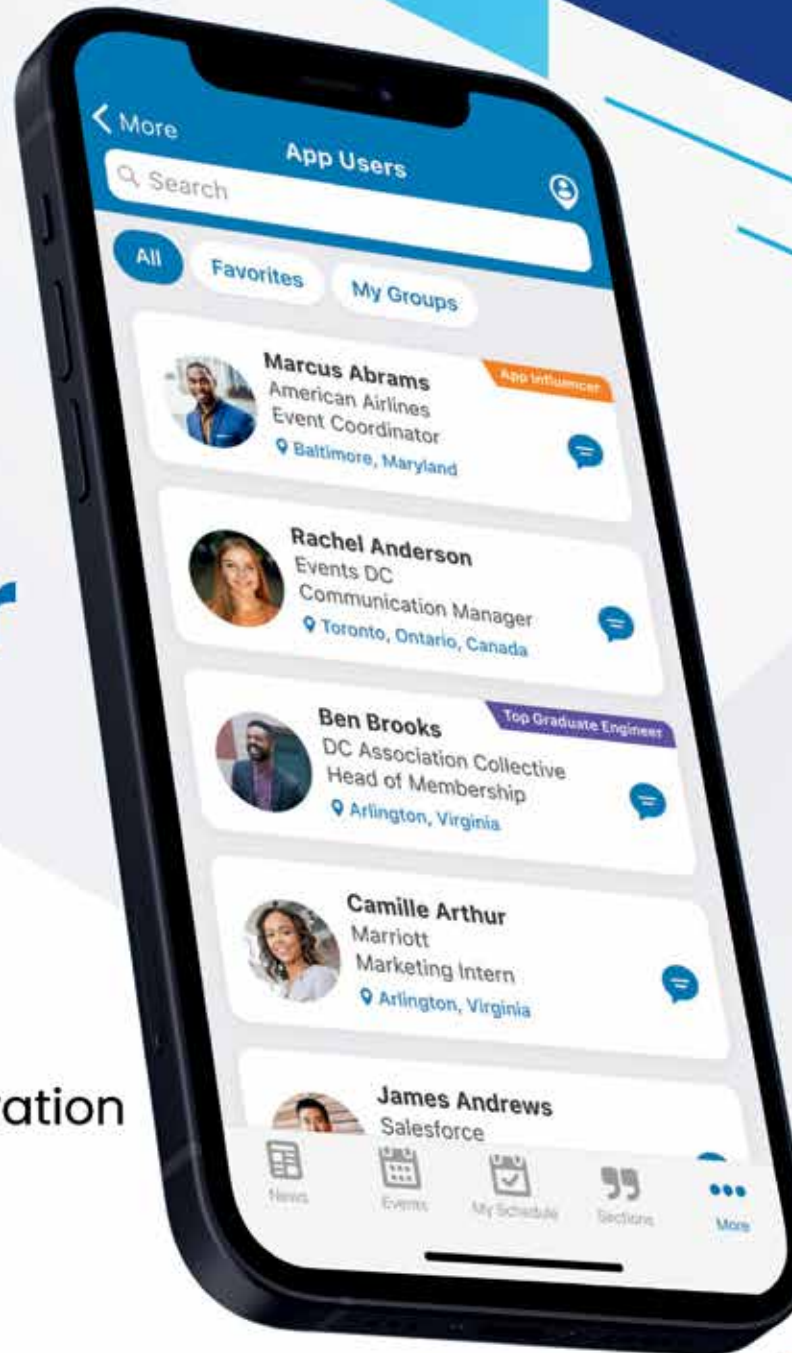 More
App Users
Search
All
Favorites
My Groups
Marcus Abrams
App Influencer
American Airlines
Event Coordinator
Baltimore, Maryland
Rachel Anderson
Events DC
Communication Manager
Toronto, Ontario, Canada
Ben Brooks
Top Graduate Engineer
DC Association Collective
Head of Membership
Arlington, Virginia
Camille Arthur
Marriott
Marketing Intern
Arlington, Virginia
James Andrews
Salesforce
News
Events
My Schedule
Sections
More